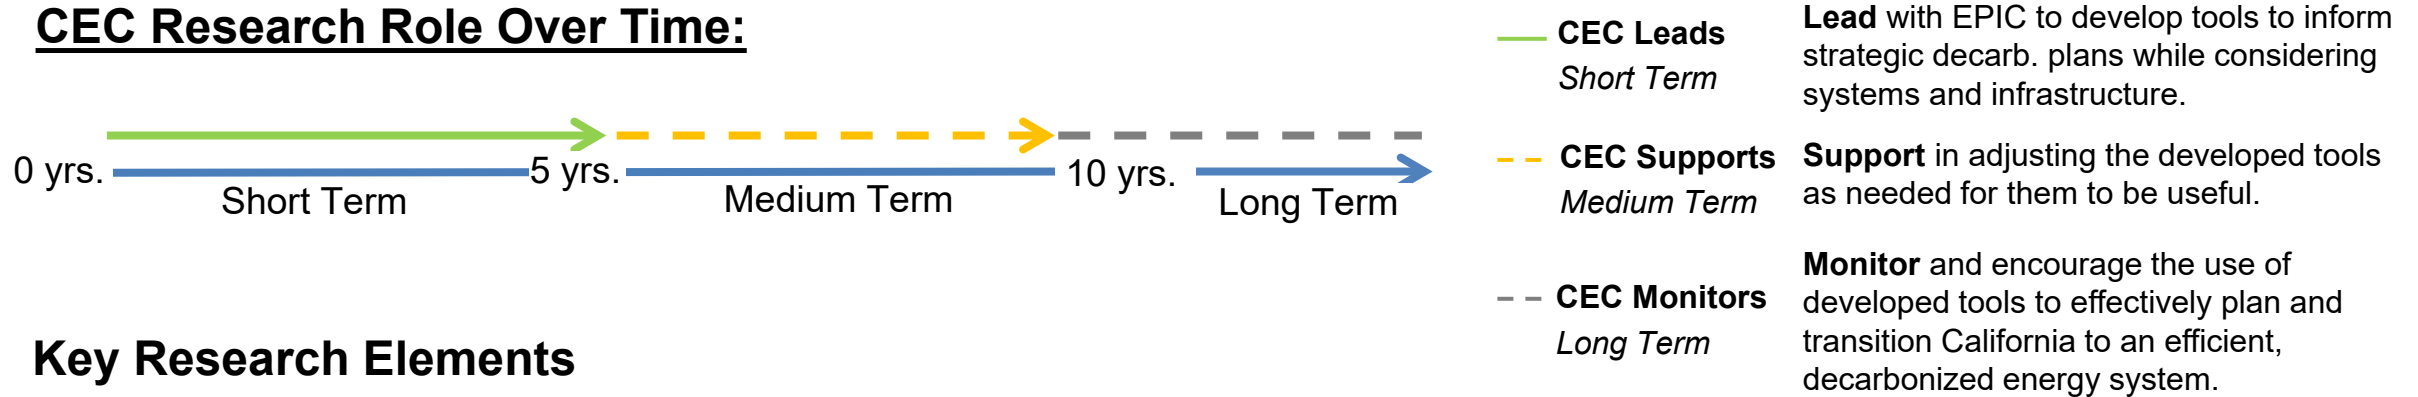 CEC Research Role Over Time:
0 yrs.
5 yrs.
10 yrs.
Short Term
Medium Term
Long Term
CEC Leads
Short Term
Lead with EPIC to develop tools to inform
strategic decarb. plans while considering
systems and infrastructure.
CEC Supports
Medium Term
Support in adjusting the developed tools
as needed for them to be useful.
CEC Monitors
Long Term
Monitor and encourage the use of
developed tools to effectively plan and
transition California to an efficient,
decarbonized energy system.
Key Research Elements